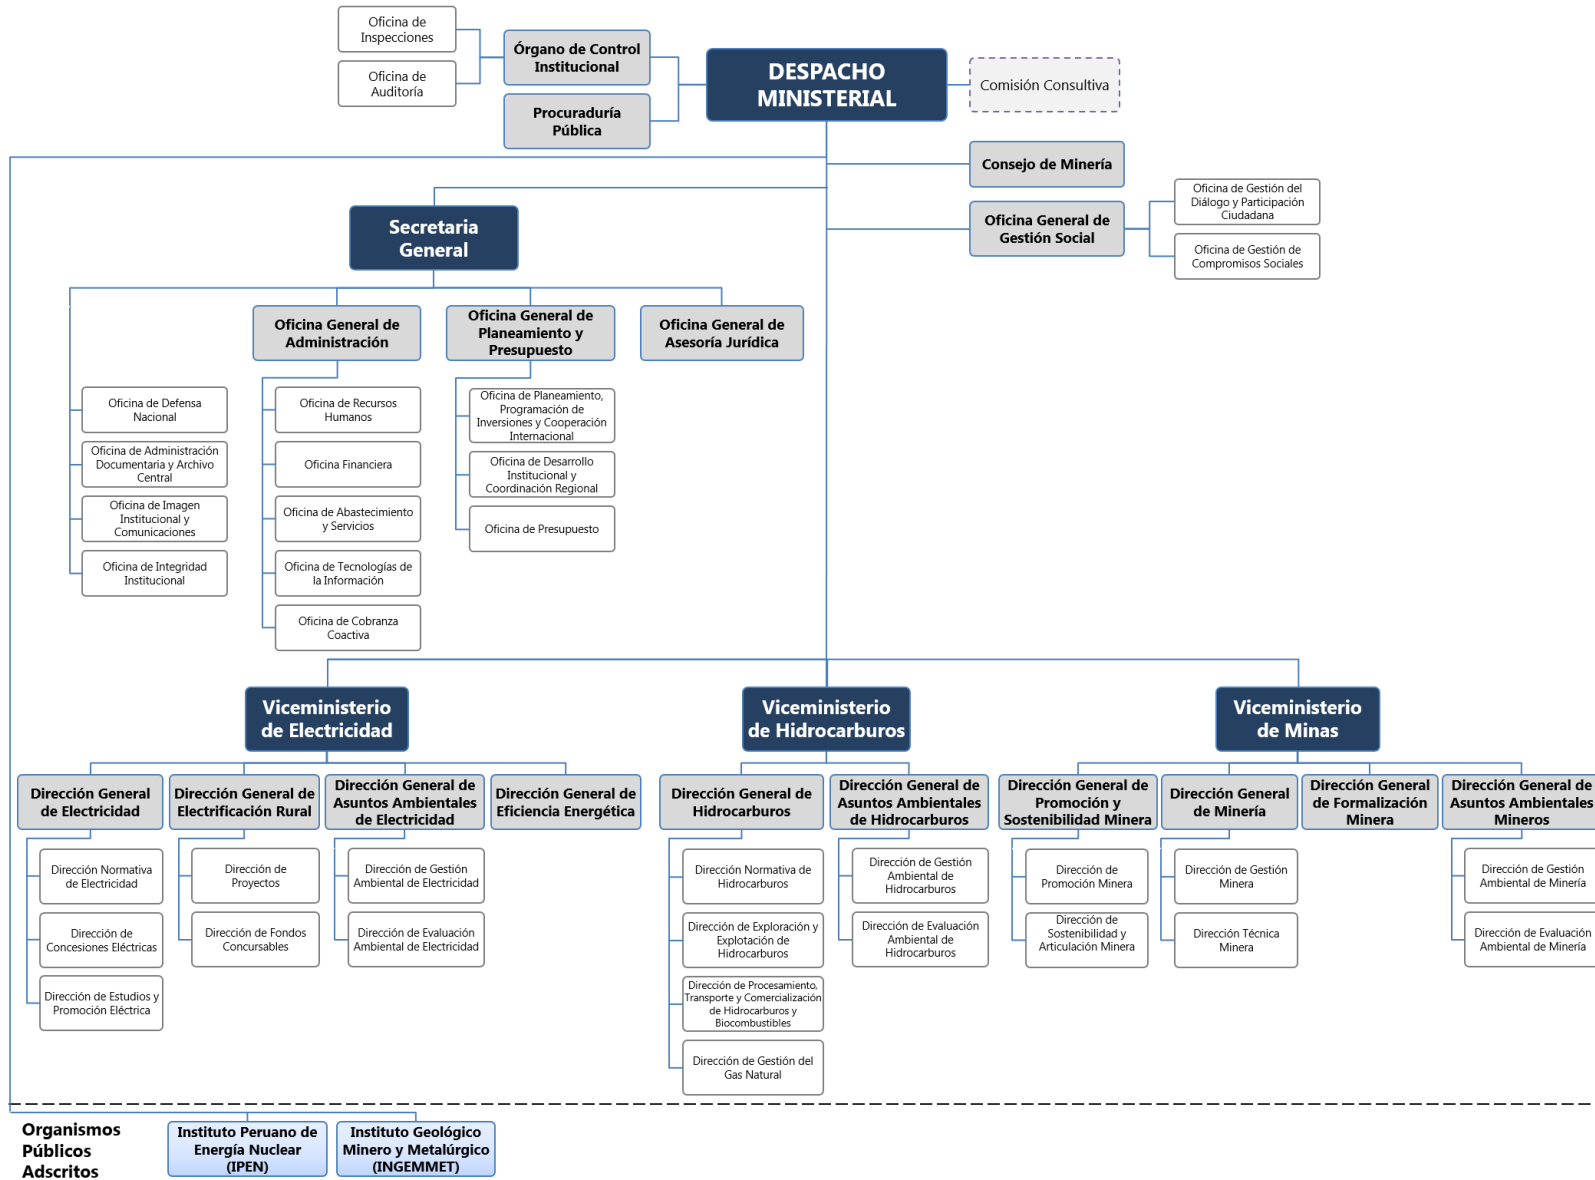 Oficina de
Inspecciones
Oficina de
Auditoría
Órgano de Control
Institucional
Procuraduría
Pública
DESPACHO
MINISTERIAL
Comisión Consultiva
Consejo de Minería
Oficina General de
Gestión Social
Oficina de Gestión del
Diálogo y Participación
Ciudadana
Oficina de Gestión de
Compromisos Sociales
Secretaria
General
Oficina General de
Administración
Oficina General de
Planeamiento y
Presupuesto
Oficina General de
Asesoría Jurídica
Oficina de Defensa
Nacional
Oficina de Administración
Documentaria y Archivo
Central
Oficina de Imagen
Institucional y
Comunicaciones
Oficina de Integridad
Institucional
Oficina de Recursos
Humanos
Oficina Financiera
Oficina de Abastecimiento
y Servicios
Oficina de Tecnologías de
la Información
Oficina de Cobranza
Coactiva
Oficina de Planeamiento,
Programación de
Inversiones y Cooperación
Internacional
Oficina de Desarrollo
Institucional y
Coordinación Regional
Oficina de Presupuesto
Viceministerio
de Electricidad
Viceministerio
de Hidrocarburos
Viceministerio
de Minas
Dirección General
de Electricidad
Dirección General de
Electrificación Rural
Dirección General de
Asuntos Ambientales
de Electricidad
Dirección General de
Eficiencia Energética
Dirección General de
Hidrocarburos
Dirección General de
Asuntos Ambientales
de Hidrocarburos
Dirección General de
Promoción y
Sostenibilidad Minera
Dirección General
de Minería
Dirección General
de Formalización
Minera
Dirección General de
Asuntos Ambientales
Mineros
Dirección Normativa
de Electricidad
Dirección de
Concesiones Eléctricas
Dirección de Estudios y
Promoción Eléctrica
Dirección de
Proyectos
Dirección de Fondos
Concursables
Dirección de Gestión
Ambiental de Electricidad
Dirección de Evaluación
Ambiental de Electricidad
Dirección Normativa de
Hidrocarburos
Dirección de Exploración y
Explotación de
Hidrocarburos
Dirección de Procesamiento,
Transporte y Comercialización
de Hidrocarburos y
Biocombustibles
Dirección de Gestión del
Gas Natural
Dirección de Gestión
Ambiental de
Hidrocarburos
Dirección de Evaluación
Ambiental de
Hidrocarburos
Dirección de
Promoción Minera
Dirección de
Sostenibilidad y
Articulación Minera
Dirección de Gestión
Minera
Dirección Técnica
Minera
Dirección de Gestión
Ambiental de Minería
Dirección de Evaluación
Ambiental de Minería
Organismos
Públicos
Adscritos
Instituto Peruano de
Energía Nuclear
(IPEN)
Instituto Geológico
Minero y Metalúrgico
(INGEMMET)